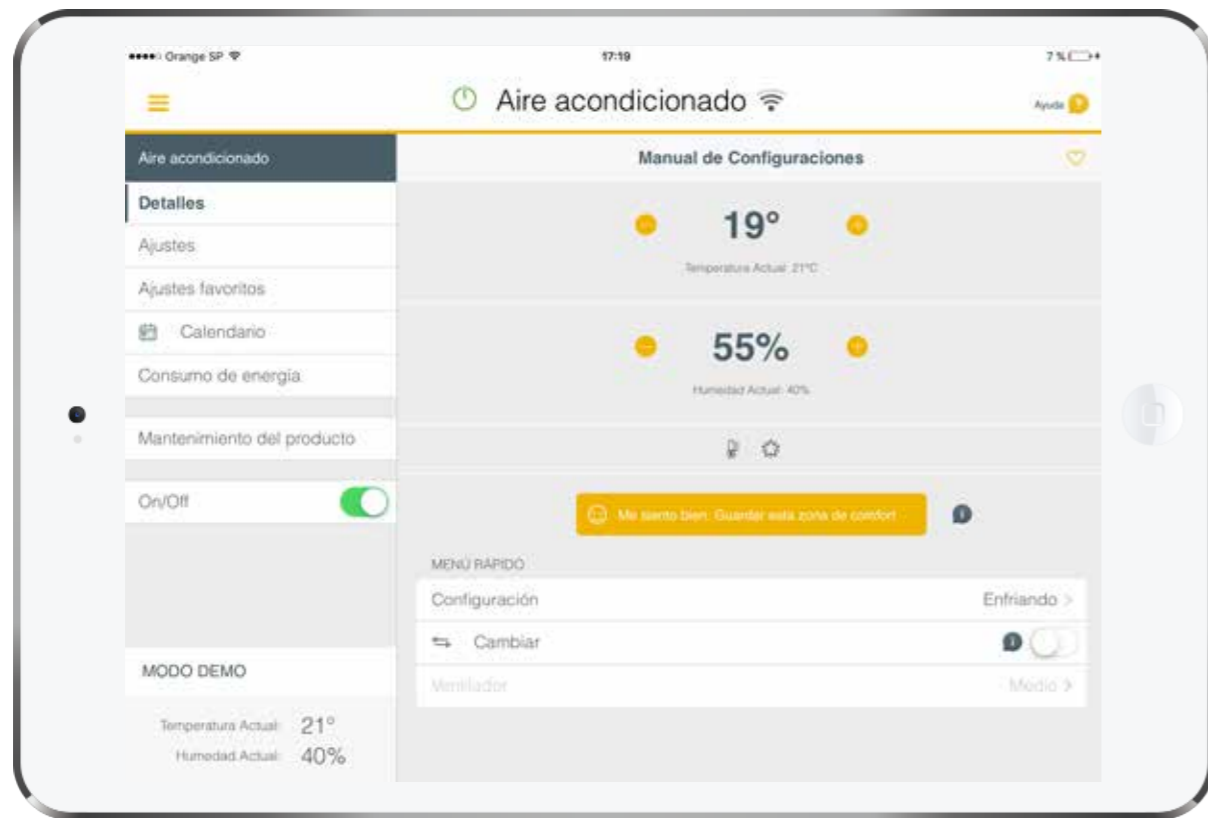 Orange SP
17:19
7 %
Aire acondicionado
Ayuda ?
Aire acondicionado
Detalles
Ajustes
Ajustes favoritos
Calendario
Consumo de energía
Mantenimiento del producto
On/Off
MODO DEMO
Temperatura Actual: 21°
Humedad Actual: 40%
Manual de Configuraciones
19°
Temperatura Actual: 21°C
55%
Humedad Actual: 40%
Me siento bien. Guardar esta zona de comfort
MENÚ RÁPIDO
Configuración
Enfriando >
Cambiar
Ventilador
Medio >